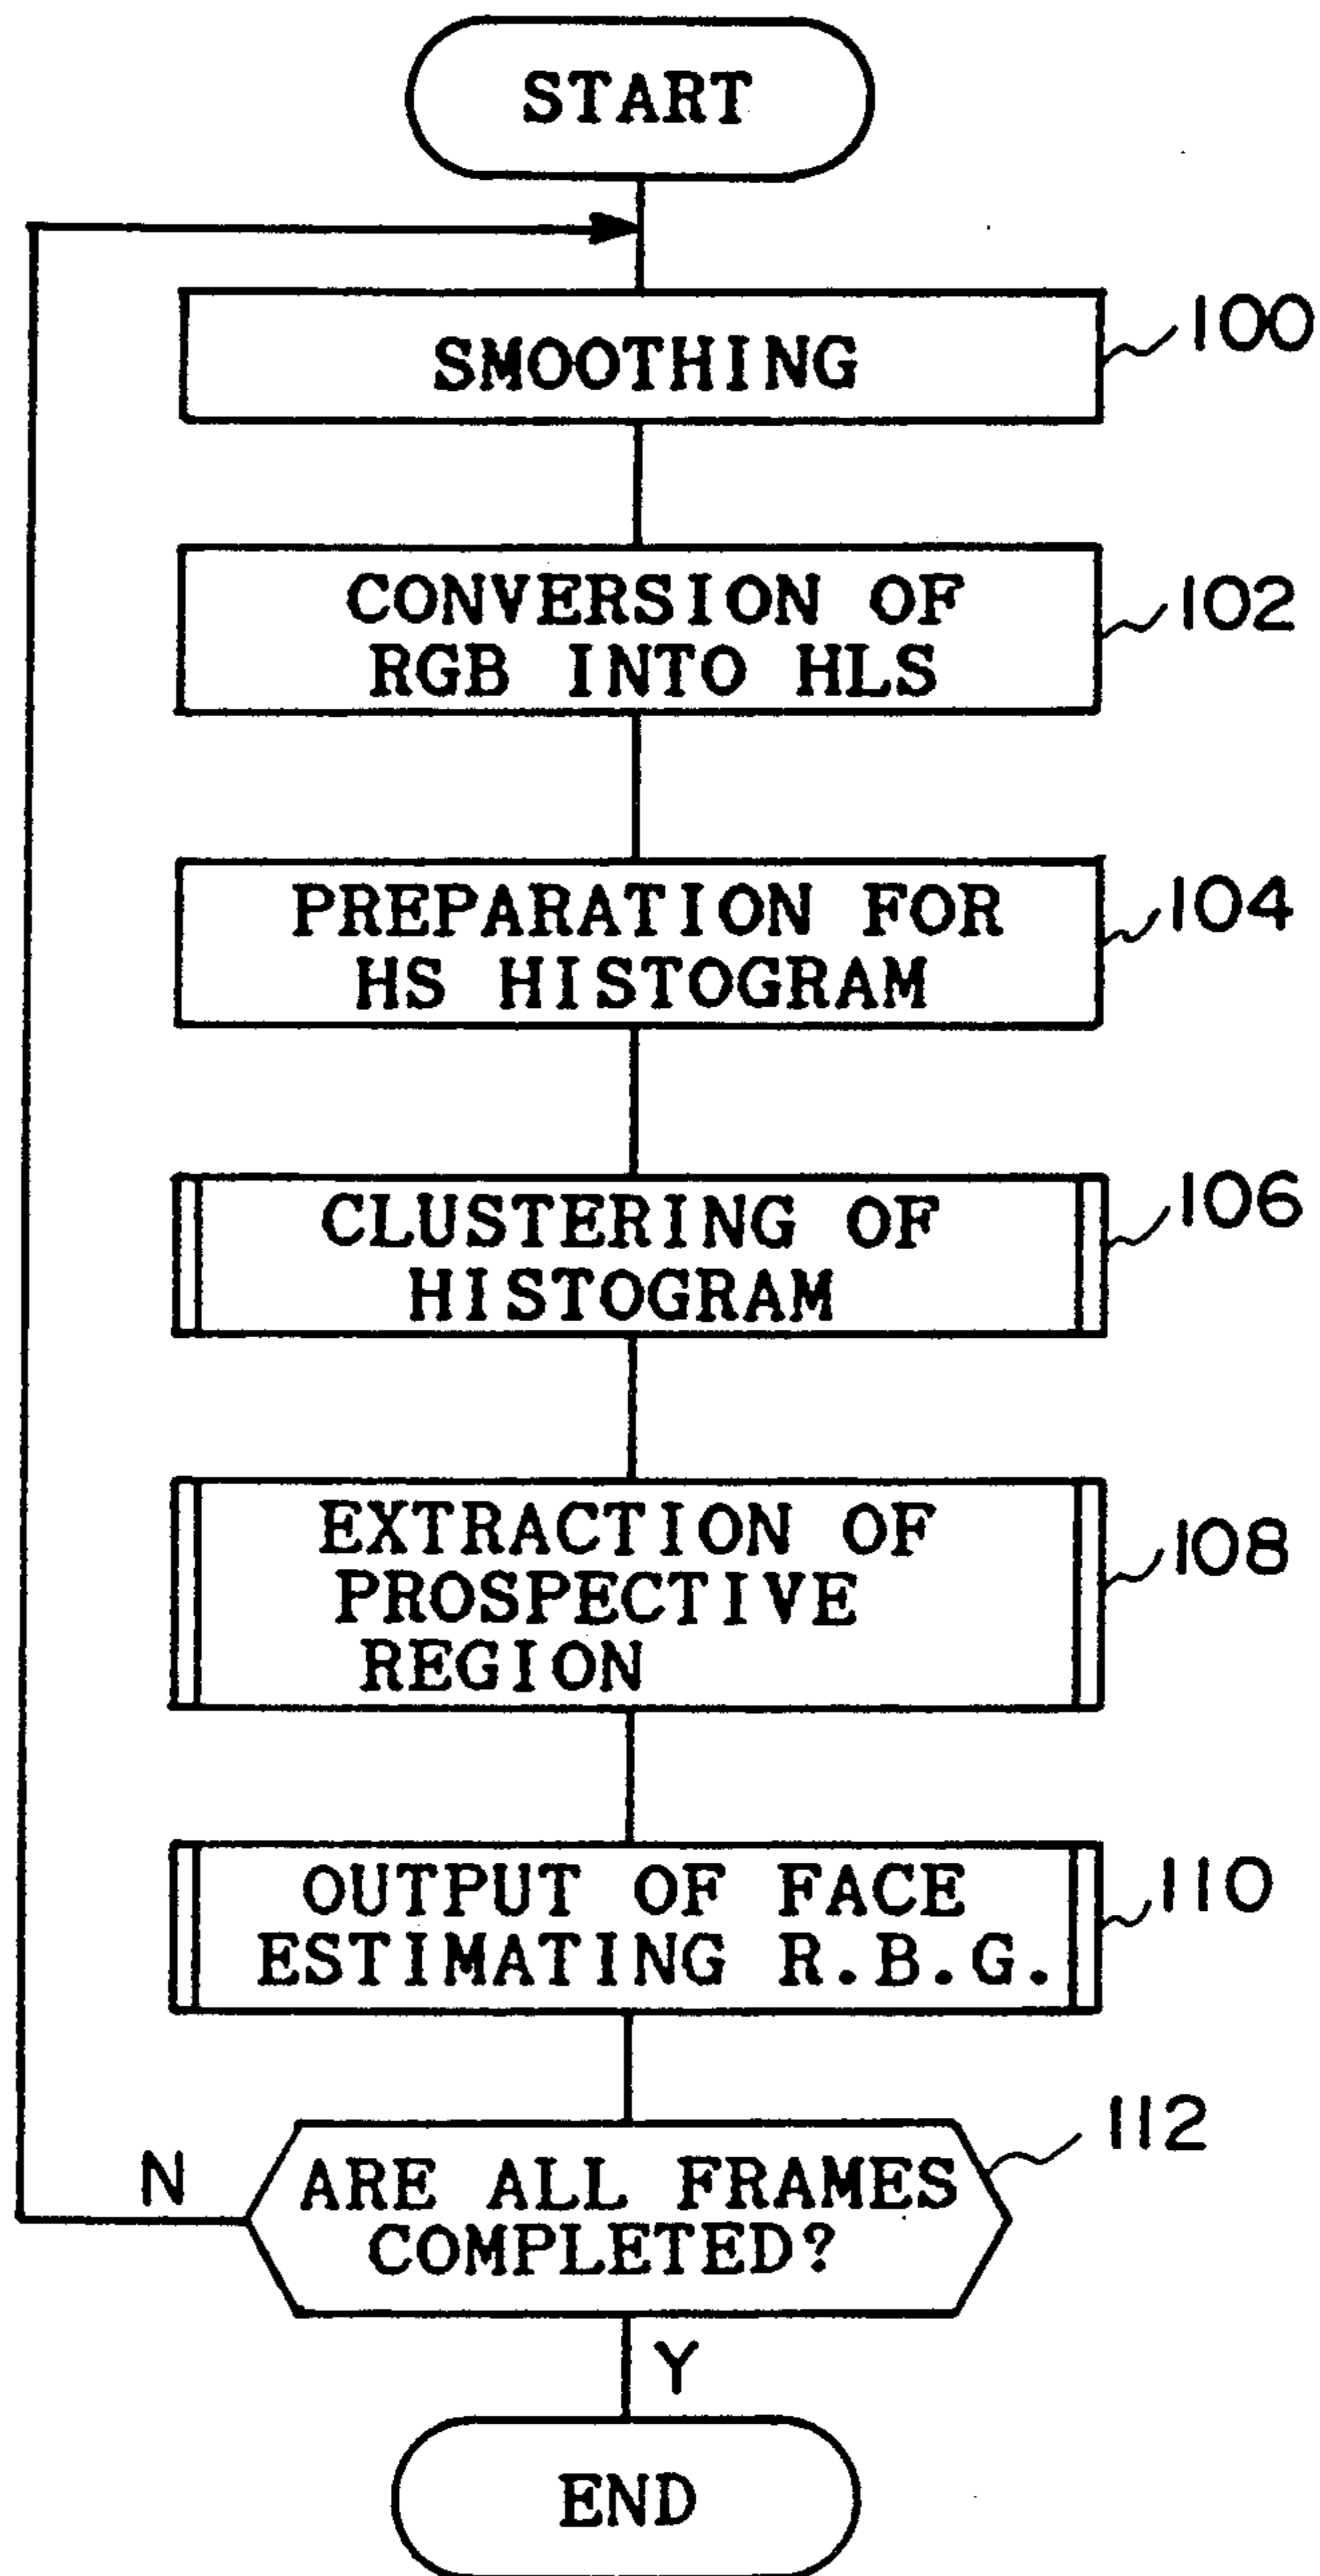 START
SMOOTHING
100
CONVERSION OF
RGB INTO HLS
102
PREPARATION FOR
HS HISTOGRAM
104
CLUSTERING OF
HISTOGRAM
106
EXTRACTION OF
PROSPECTIVE
REGION
108
OUTPUT OF FACE
ESTIMATING R.B.G.
110
ARE ALL FRAMES
COMPLETED?
112
N
Y
END